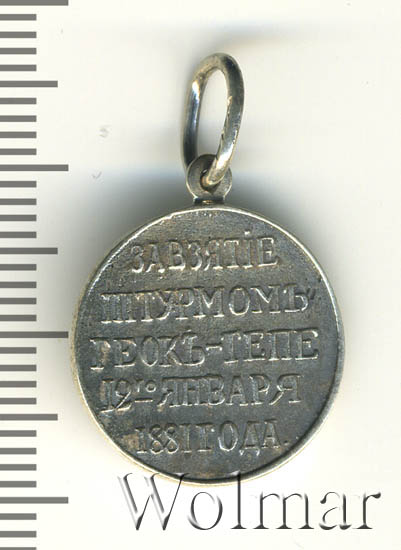 ЗА ВЗЯТІЕ
ШТУРМОМЪ
ГЕОКЪ-ТЕПЕ
12ГО ЯНВАРЯ
1881 ГОДА.
Wolmar